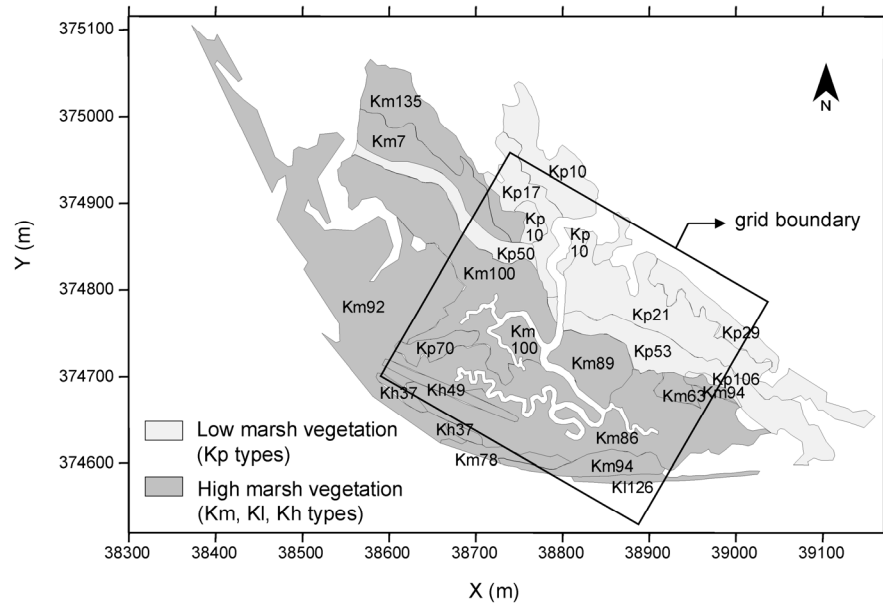 375100
375000
374900
374800
374700
374600
Y (m)
N
Km135
Km7
Kp10
Kp17
Kp
10
Kp
10
grid boundary
Kp50
Km100
Km92
Kp21
Kp29
Km
100
Kp70
Kp53
Km89
Kp106
Kh37
Kh49
Km63
Km94
Kh37
Km86
Km78
Km94
Kl126
Low marsh vegetation
(Kp types)
High marsh vegetation
(Km, Kl, Kh types)
38300
38400
38500
38600
38700
38800
38900
39000
39100
X (m)